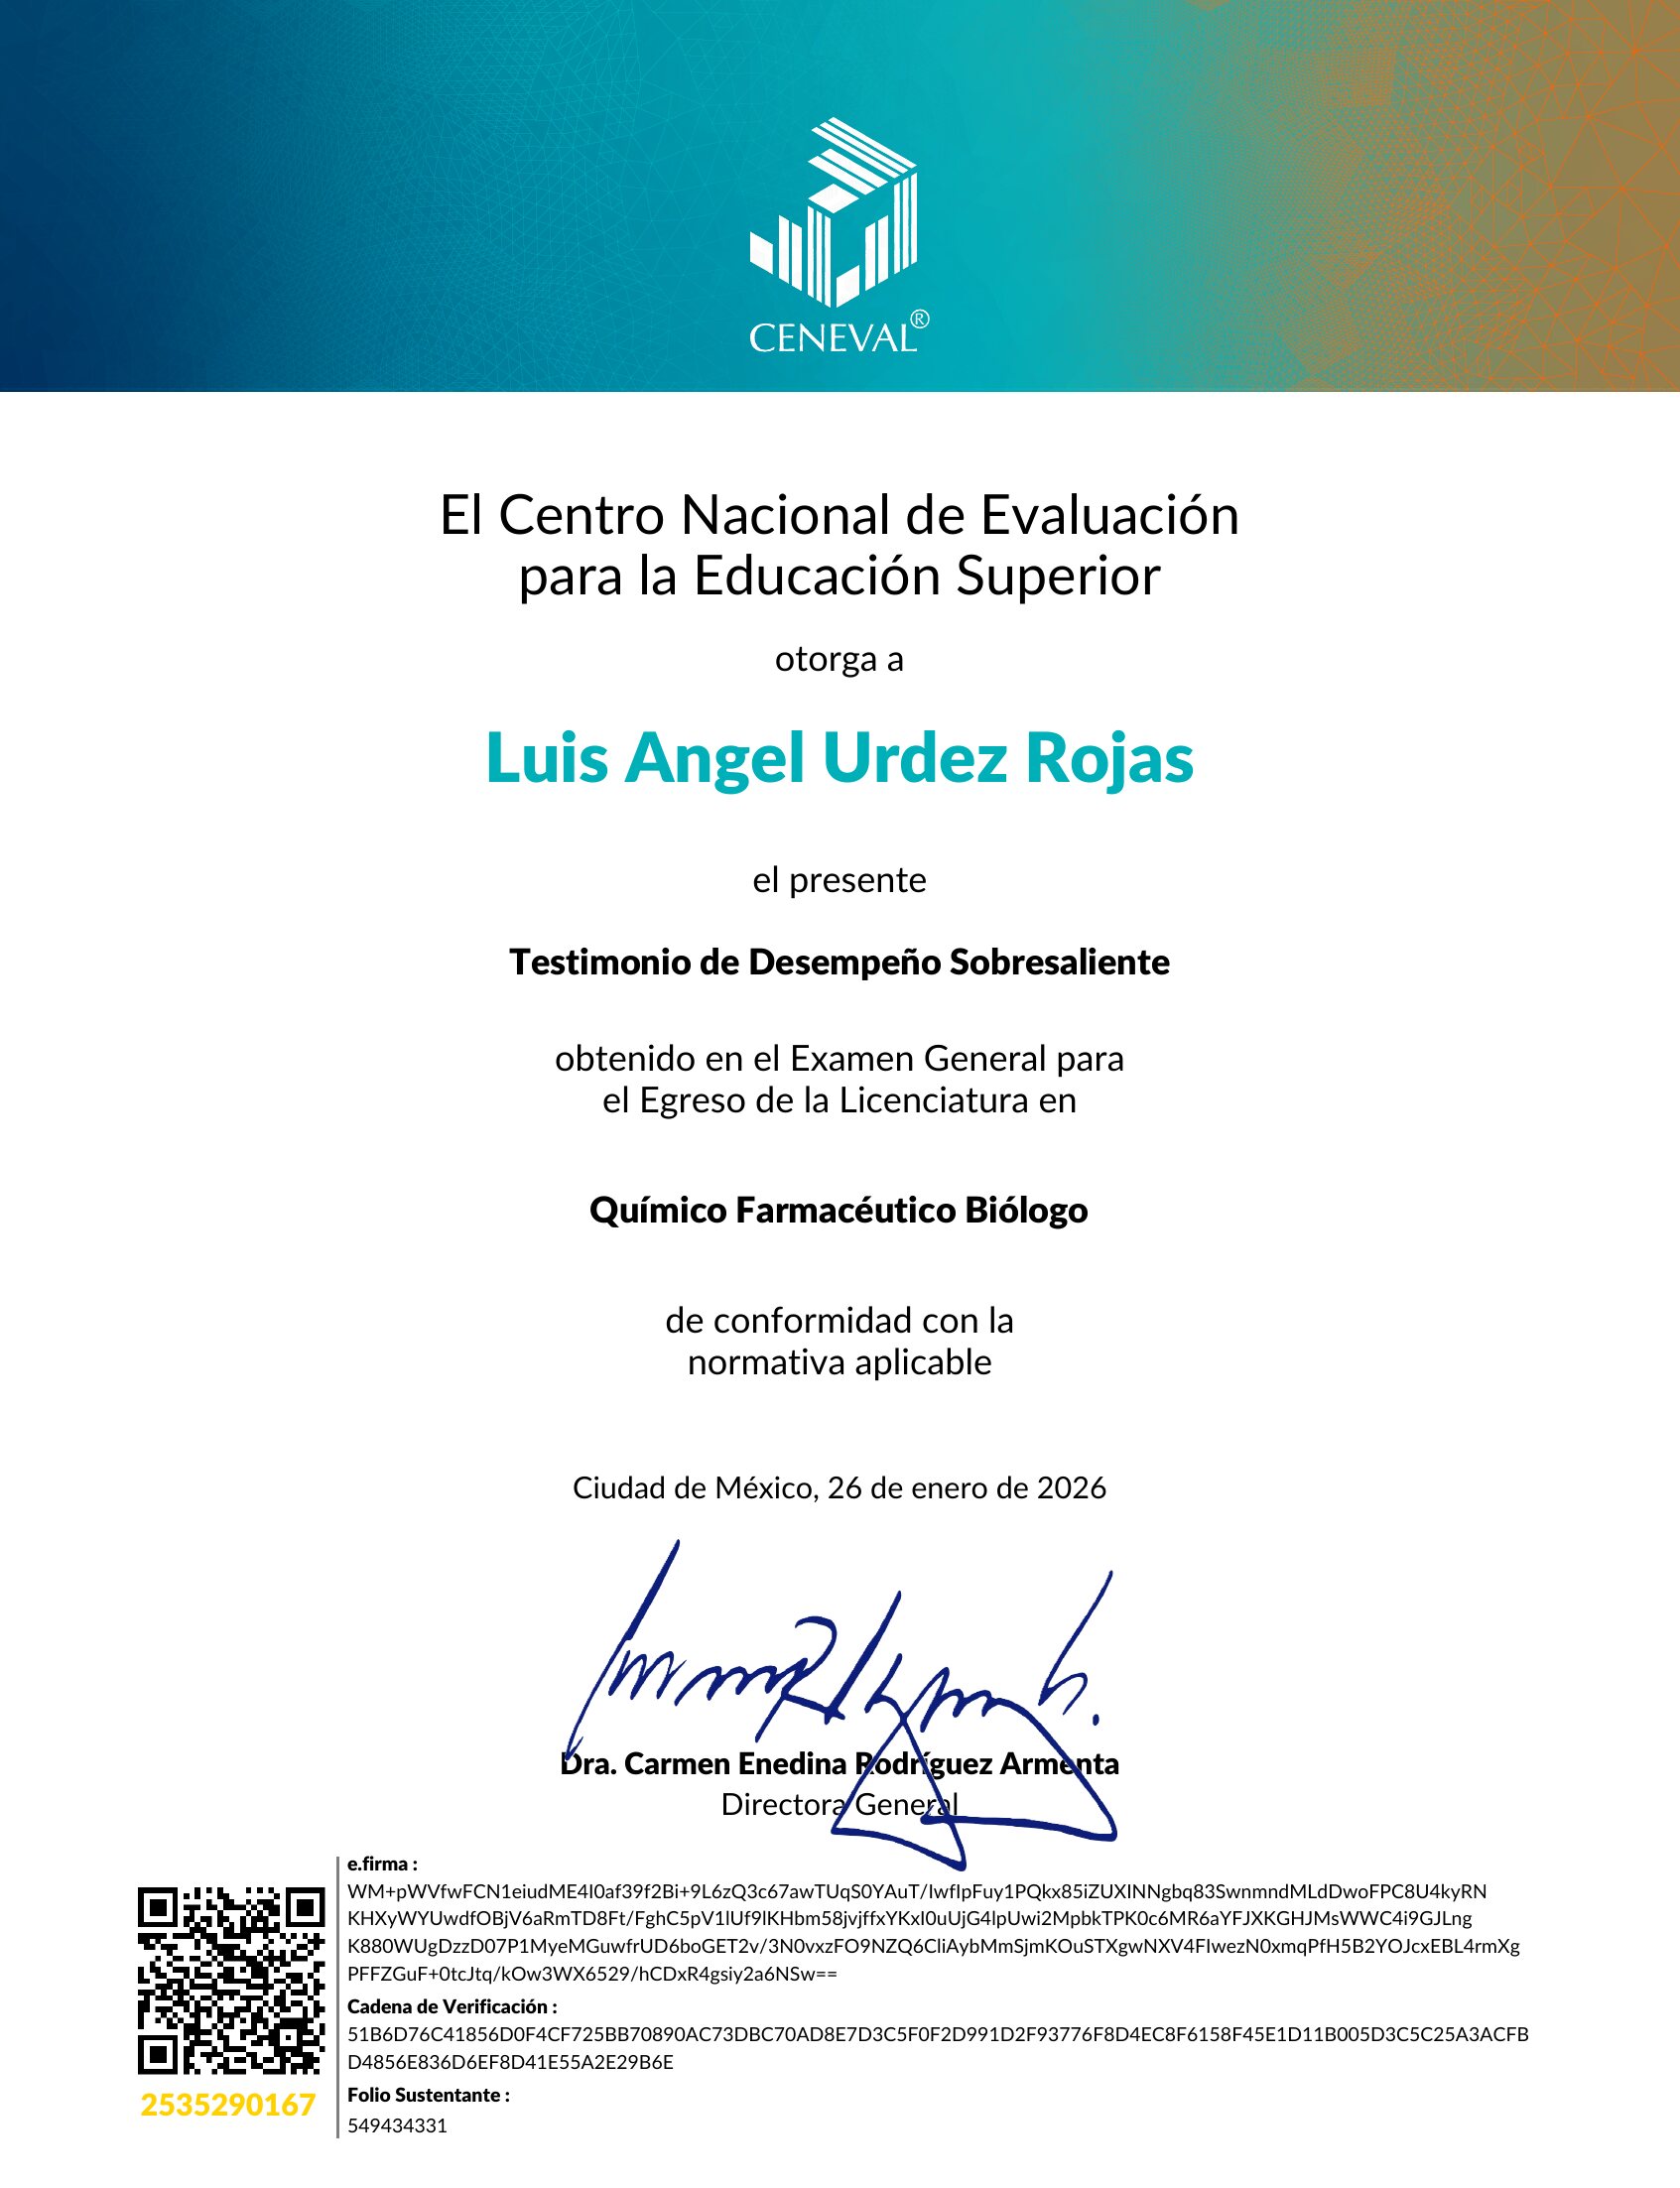 CENEVAL®
El Centro Nacional de Evaluación
para la Educación Superior
otorga a
Luis Angel Urdez Rojas
el presente
Testimonio de Desempeño Sobresaliente
obtenido en el Examen General para
el Egreso de la Licenciatura en
Químico Farmacéutico Biólogo
de conformidad con la
normativa aplicable
Ciudad de México, 26 de enero de 2026
Dra. Carmen Enedina Rodríguez Armenta
Directora General
e.firma :
WM+pWVfwFCN1eiudME4I0af39f2Bi+9L6zQ3c67awTUqS0YAuT/IwfIpFuy1PQkx85iZUXINNgbq83SwnmndMLdDwoFPC8U4kyRN
KHXyWYUwdfOBjV6aRmTD8Ft/FghC5pV1lUf9lKHbm58jvjffxYKxI0uUjG4lpUwi2MpbkTPK0c6MR6aYFJXKGHJMsWWC4i9GJLng
K880WUgDzzD07P1MyeMGuwfrUD6boGET2v/3N0vxzFO9NZQ6CliAybMmSjmKOuSTXgwNXV4FIwezN0xmqPfH5B2YOJcxEBL4rmXg
PFFZGuF+0tcJtq/kOw3WX6529/hCDxR4gsiy2a6NSw==
Cadena de Verificación :
51B6D76C41856D0F4CF725BB70890AC73DBC70AD8E7D3C5F0F2D991D2F93776F8D4EC8F6158F45E1D11B005D3C5C25A3ACFB
D4856E836D6EF8D41E55A2E29B6E
Folio Sustentante :
549434331
2535290167